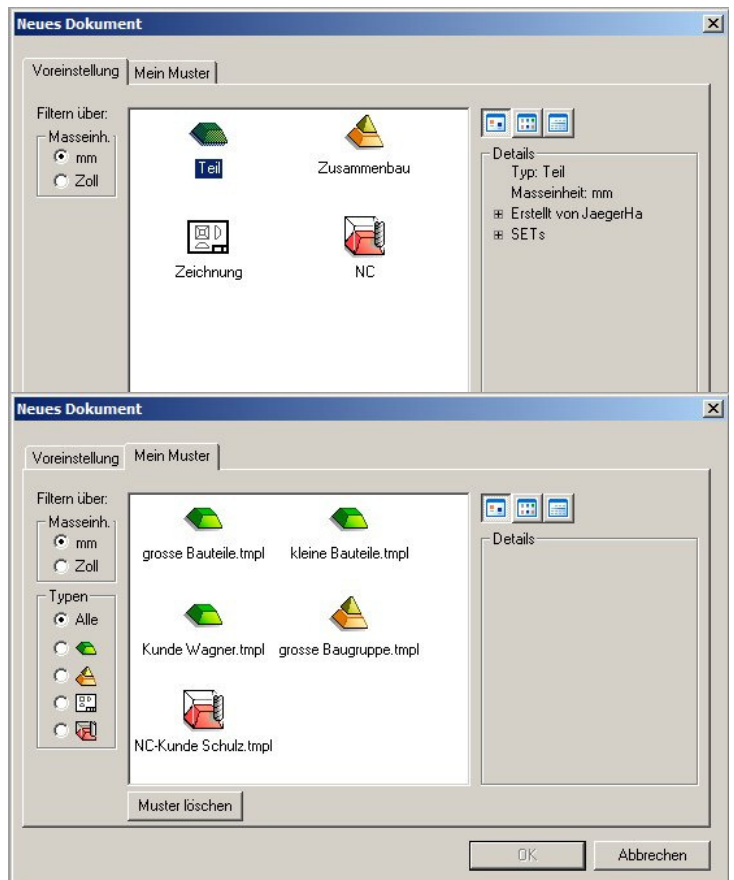 Neues Dokument
Voreinstellung
Mein Muster
Filtern über:
Masseinh.
mm
Zoll
Teil
Zusammenbau
Zeichnung
NC
Details
Typ: Teil
Masseinheit: mm
Erstellt von JaegerHa
SETs
Neues Dokument
Voreinstellung
Mein Muster
Filtern über:
Masseinh.
mm
Zoll
Typen
Alle
grosse Bauteile.tmpl
kleine Bauteile.tmpl
Kunde Wagner.tmpl
grosse Baugruppe.tmpl
NC-Kunde Schulz.tmpl
Details
Muster löschen
OK
Abbrechen